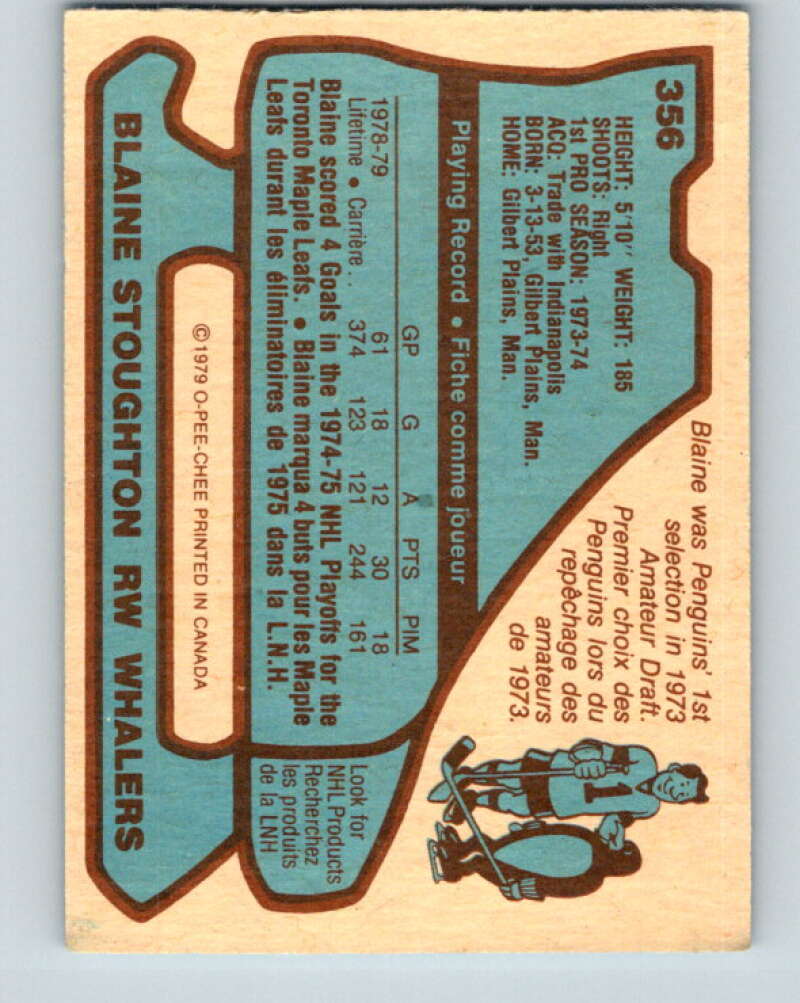 356
HEIGHT: 5'10" WEIGHT: 185
SHOOTS: Right
1st PRO SEASON: 1973-74
ACQ: Trade with Indianapolis
BORN: 3-13-53, Gilbert Plains, Man.
HOME: Gilbert Plains, Man.
Blaine was Penguins' 1st
selection in 1973
Amateur Draft.
Premier choix des
Penguins lors du
repêchage des
amateurs
de 1973.
1
Playing Record • Fiche comme joueur
GP G A PTS PIM
1978-79 61 18 12 30 18
Lifetime • Carrière . . 374 123 121 244 161
Blaine scored 4 Goals in the 1974-75 NHL Playoffs for the
Toronto Maple Leafs. • Blaine marqua 4 buts pour les Maple
Leafs durant les éliminatoires de 1975 dans la L.N.H.
Look for
NHL Products
Recherchez
les produits
de la LNH
©1979 O-PEE-CHEE PRINTED IN CANADA
BLAINE STOUGHTON RW WHALERS